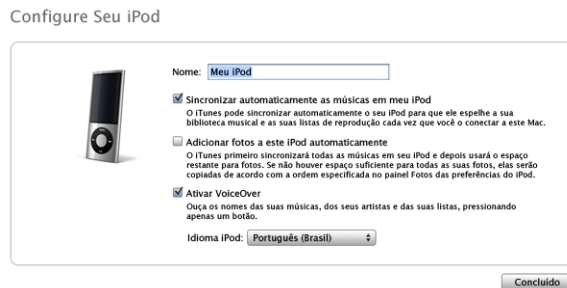 Configure Seu iPod
Nome: Meu iPod
Sincronizar automaticamente as músicas em meu iPod
O iTunes pode sincronizar automaticamente o seu iPod para que ele espelhe a sua
biblioteca musical e as suas listas de reprodução cada vez que você o conectar a este Mac.
Adicionar fotos a este iPod automaticamente
O iTunes primeiro sincronizará todas as músicas em seu iPod e depois usará o espaço
restante para fotos. Se não houver espaço suficiente para todas as suas fotos, elas serão
copiadas de acordo com a ordem especificada no painel Fotos das preferências do iPod.
Ativar VoiceOver
Ouça os nomes das suas músicas, dos seus artistas e das suas listas, pressionando
apenas um botão.
Idioma iPod: Português (Brasil)
Concluído